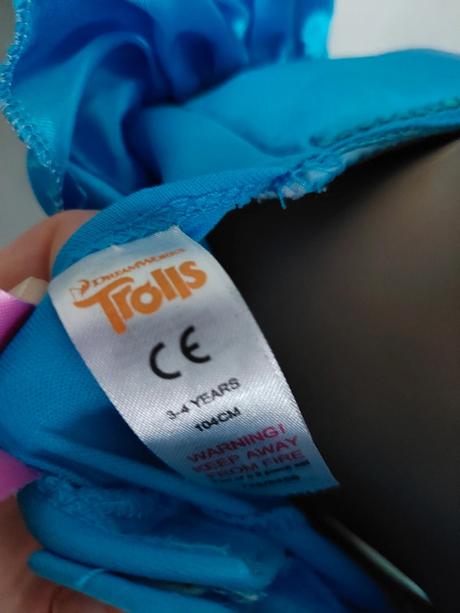 DREAMWORKS
Trolls
CE
3-4 YEARS
104CM
WARNING!
KEEP AWAY
FROM FIRE